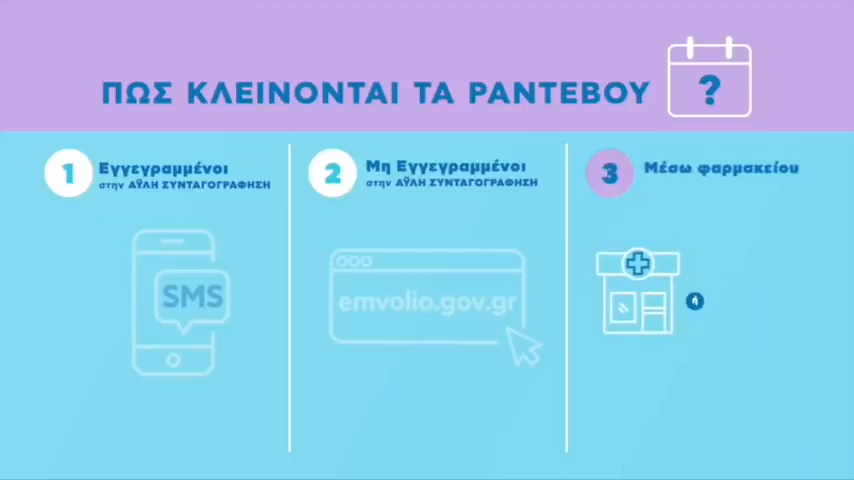 ΠΩΣ ΚΛΕΙΝΟΝΤΑΙ ΤΑ ΡΑΝΤΕΒΟΥ ?
1 Εγγεγραμμένοι
στην ΑΫΛΗ ΣΥΝΤΑΓΟΓΡΑΦΗΣΗ
SMS
2 Μη Εγγεγραμμένοι
στην ΑΫΛΗ ΣΥΝΤΑΓΟΓΡΑΦΗΣΗ
emvolio.gov.gr
3 Μέσω φαρμακείου